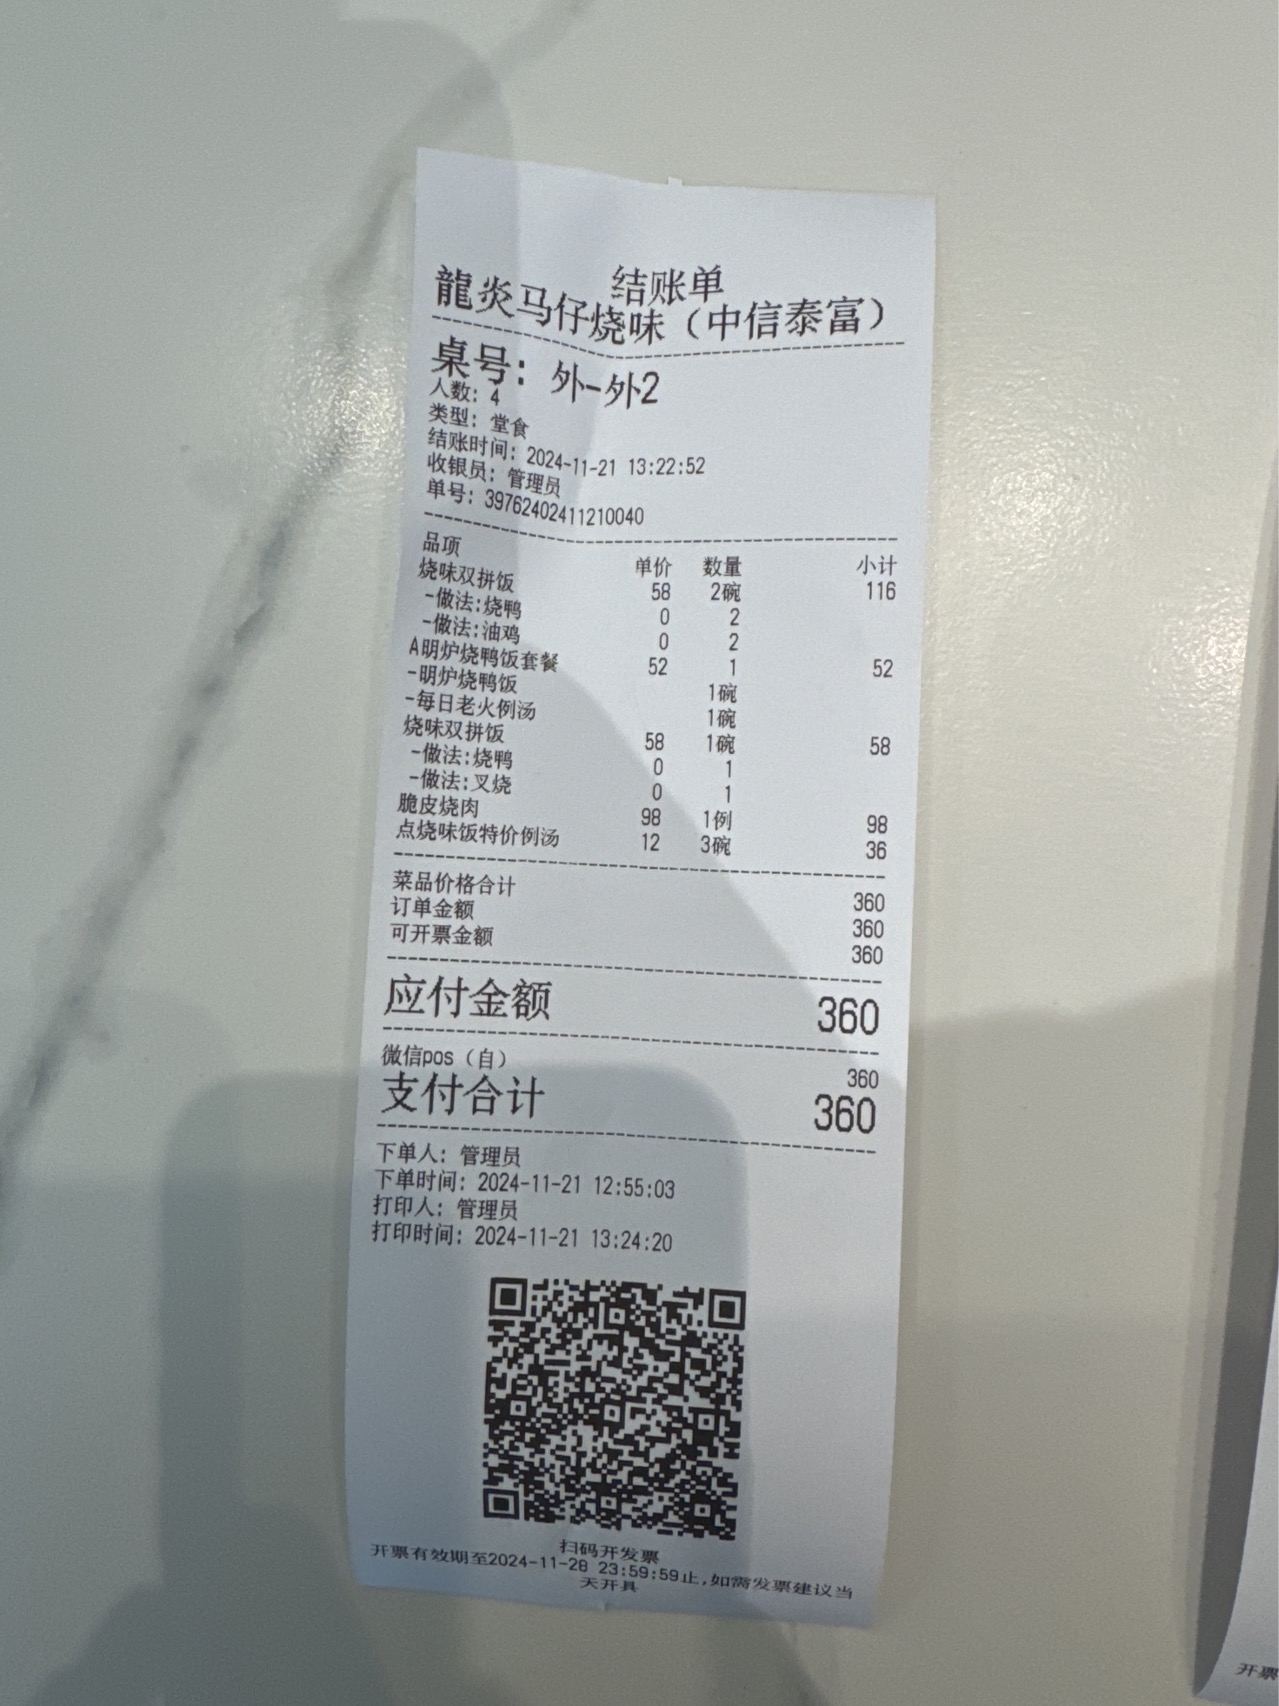 结账单
龍炎马仔烧味（中信泰富）
桌号：外-外2
人数：4
类型：堂食
结账时间：2024-11-21 13:22:52
收银员：管理员
单号：39762402411210040
品项 单价 数量 小计
烧味双拼饭 58 2碗 116
-做法:烧鸭 0 2
-做法:油鸡 0 2
A明炉烧鸭饭套餐 52 1 52
-明炉烧鸭饭 1碗
-每日老火例汤 1碗
烧味双拼饭 58 1碗 58
-做法:烧鸭 0 1
-做法:叉烧 0 1
脆皮烧肉 98 1例 98
点烧味饭特价例汤 12 3碗 36
菜品价格合计 360
订单金额 360
可开票金额 360
应付金额 360
微信pos（自） 360
支付合计 360
下单人：管理员
下单时间：2024-11-21 12:55:03
打印人：管理员
打印时间：2024-11-21 13:24:20
扫码开发票
开票有效期至2024-11-28 23:59:59止,如需发票建议当
天开具
开票